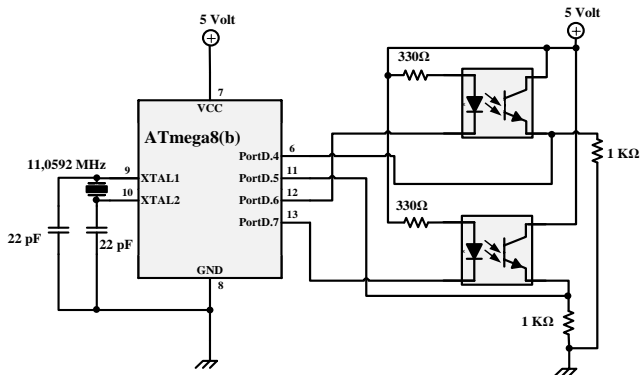 5 Volt
5 Volt
330Ω
7
VCC
ATmega8(b)
PortD.4
6
1 KΩ
11,0592 MHz
9
XTAL1
PortD.5
11
10
XTAL2
PortD.6
12
330Ω
PortD.7
13
22 pF
22 pF
GND
8
1 KΩ